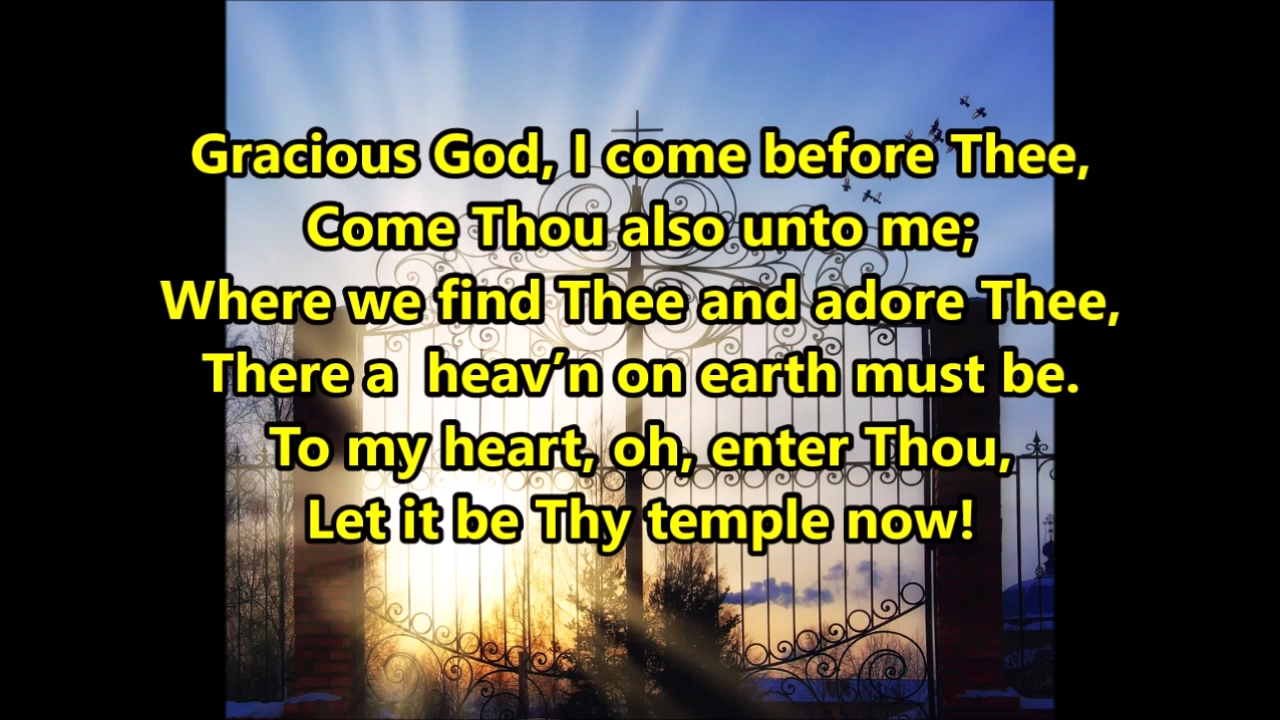 Gracious God, I come before Thee,
Come Thou also unto me;
Where we find Thee and adore Thee,
There a  heav’n on earth must be.
To my heart, oh, enter Thou,
Let it be Thy temple now!